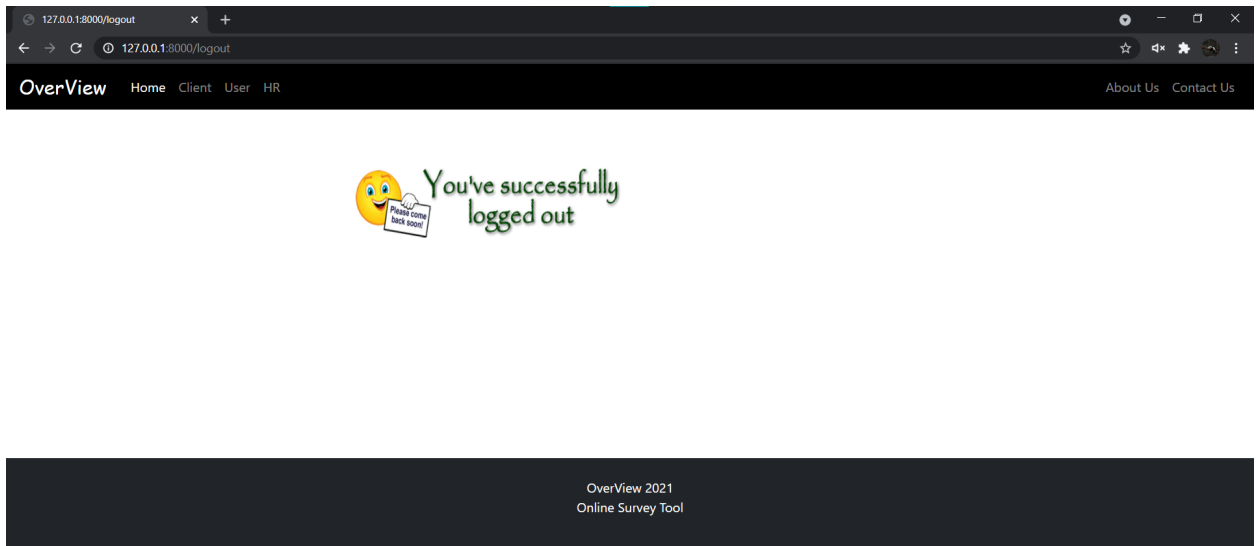 127.0.0.1:8000/logout
127.0.0.1:8000/logout
OverView Home Client User HR About Us Contact Us
You've successfully
logged out
Please come
back soon!
OverView 2021
Online Survey Tool